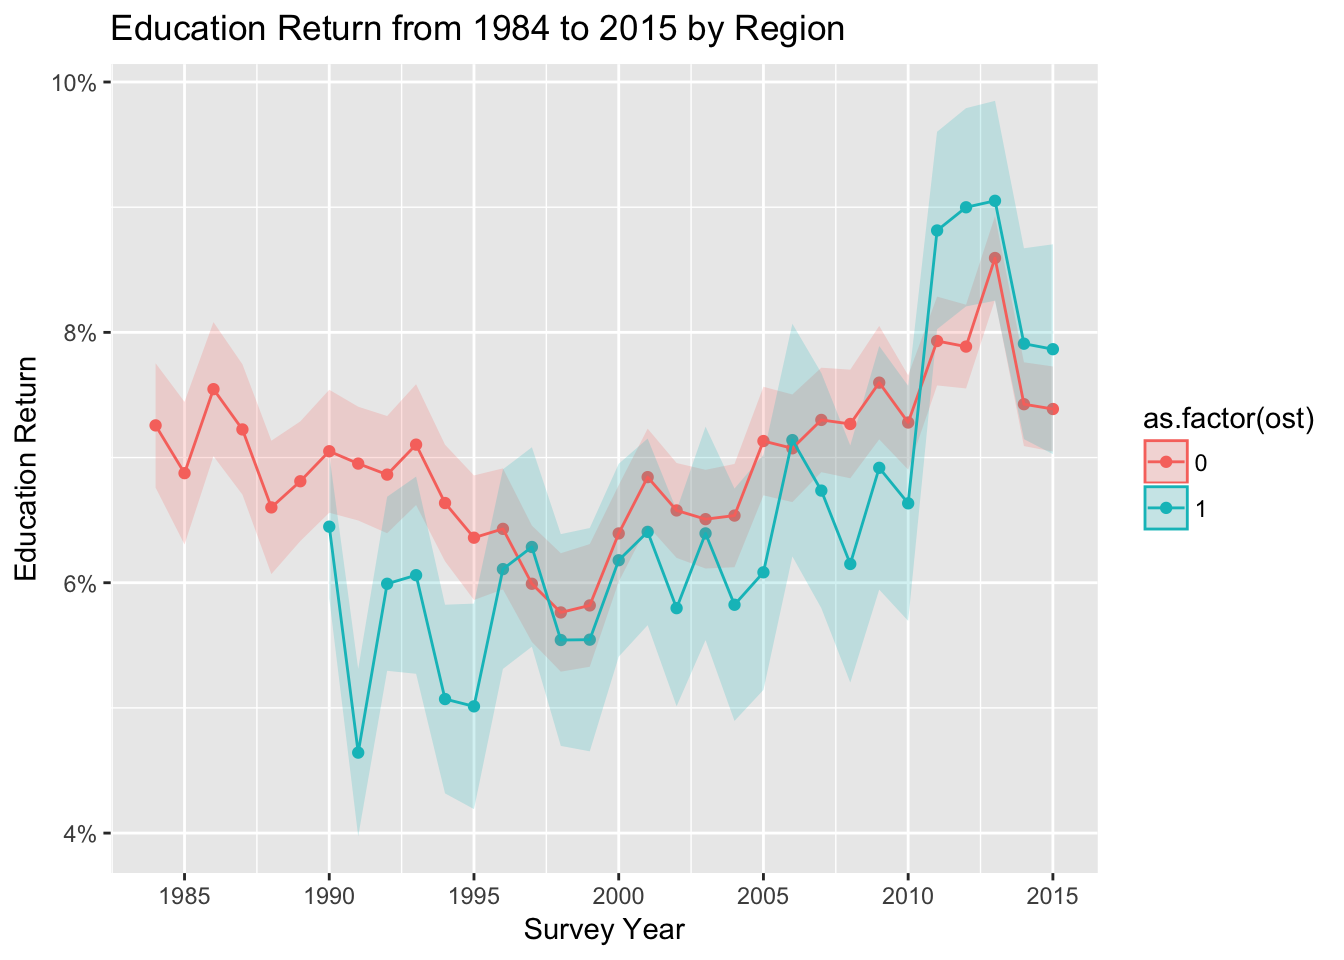 Education Return from 1984 to 2015 by Region
10%
8%
6%
4%
Education Return
1985 1990 1995 2000 2005 2010 2015
Survey Year
as.factor(ost)
0
1